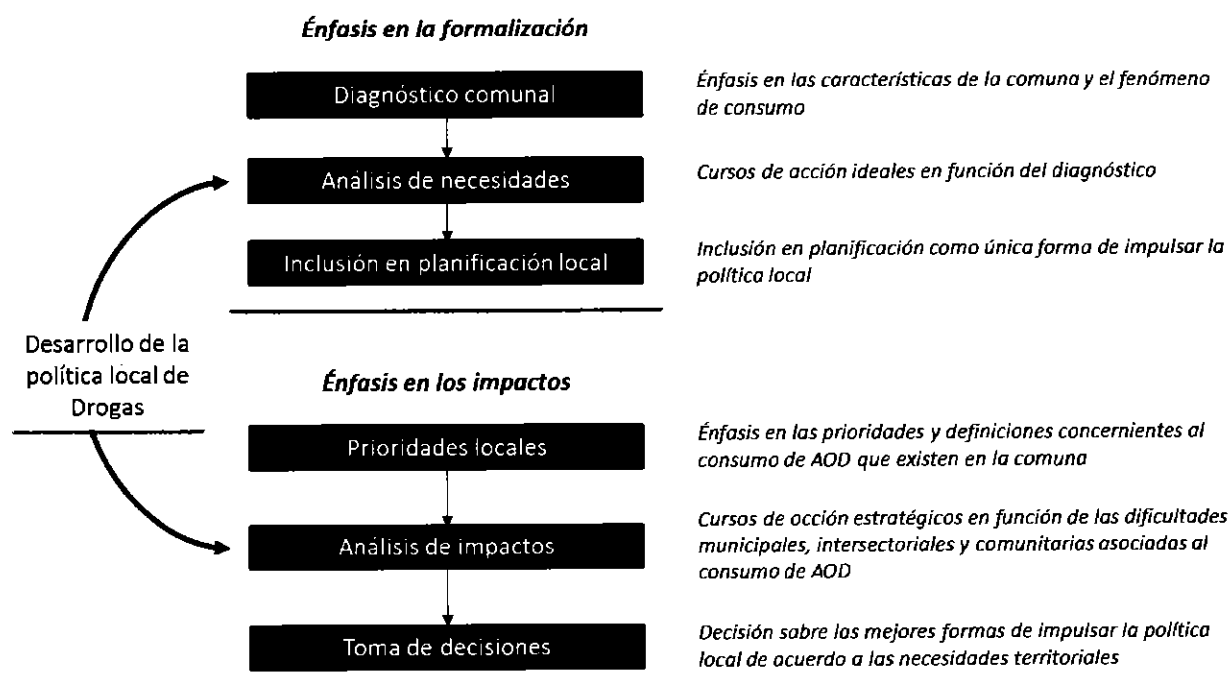 Énfasis en la formalización
Diagnóstico comunal
Énfasis en las características de la comuna y el fenómeno
de consumo
Análisis de necesidades
Cursos de acción ideales en función del diagnóstico
Inclusión en planificación local
Inclusión en planificación como única forma de impulsar la
política local
Desarrollo de la
política local de
Drogas
Énfasis en los impactos
Prioridades locales
Énfasis en las prioridades y definiciones concernientes al
consumo de AOD que existen en la comuna
Análisis de impactos
Cursos de occión estratégicos en función de las dificultades
municipales, intersectoriales y comunitarias asociadas al
consumo de AOD
Toma de decisiones
Decisión sobre las mejores formas de impulsar la política
local de acuerdo a las necesidades territoriales